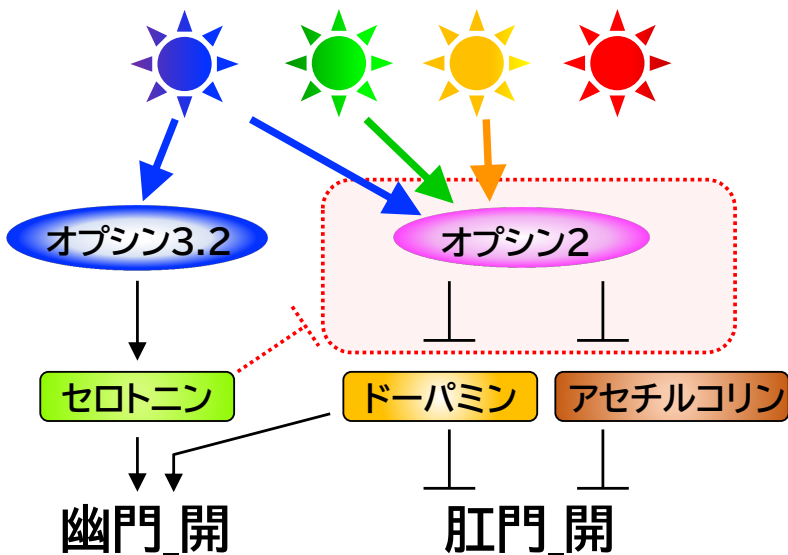 オプシン3.2
オプシン2
セロトニン
ドーパミン
アセチルコリン
幽門_開
肛門_開